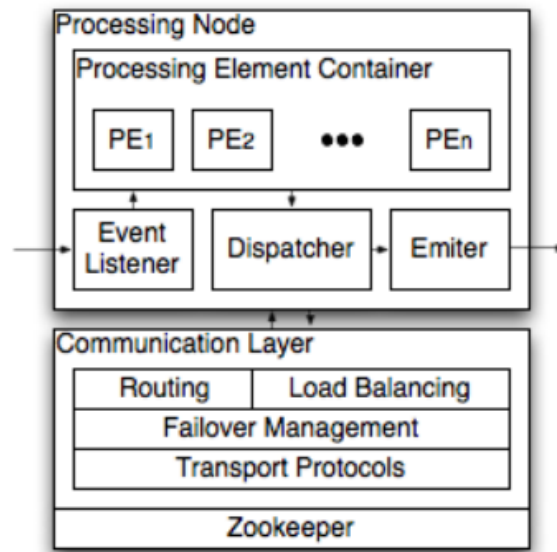 Processing Node
Processing Element Container
PE1 PE2 ••• PEn
Event Listener
Dispatcher
Emiter
Communication Layer
Routing
Load Balancing
Failover Management
Transport Protocols
Zookeeper